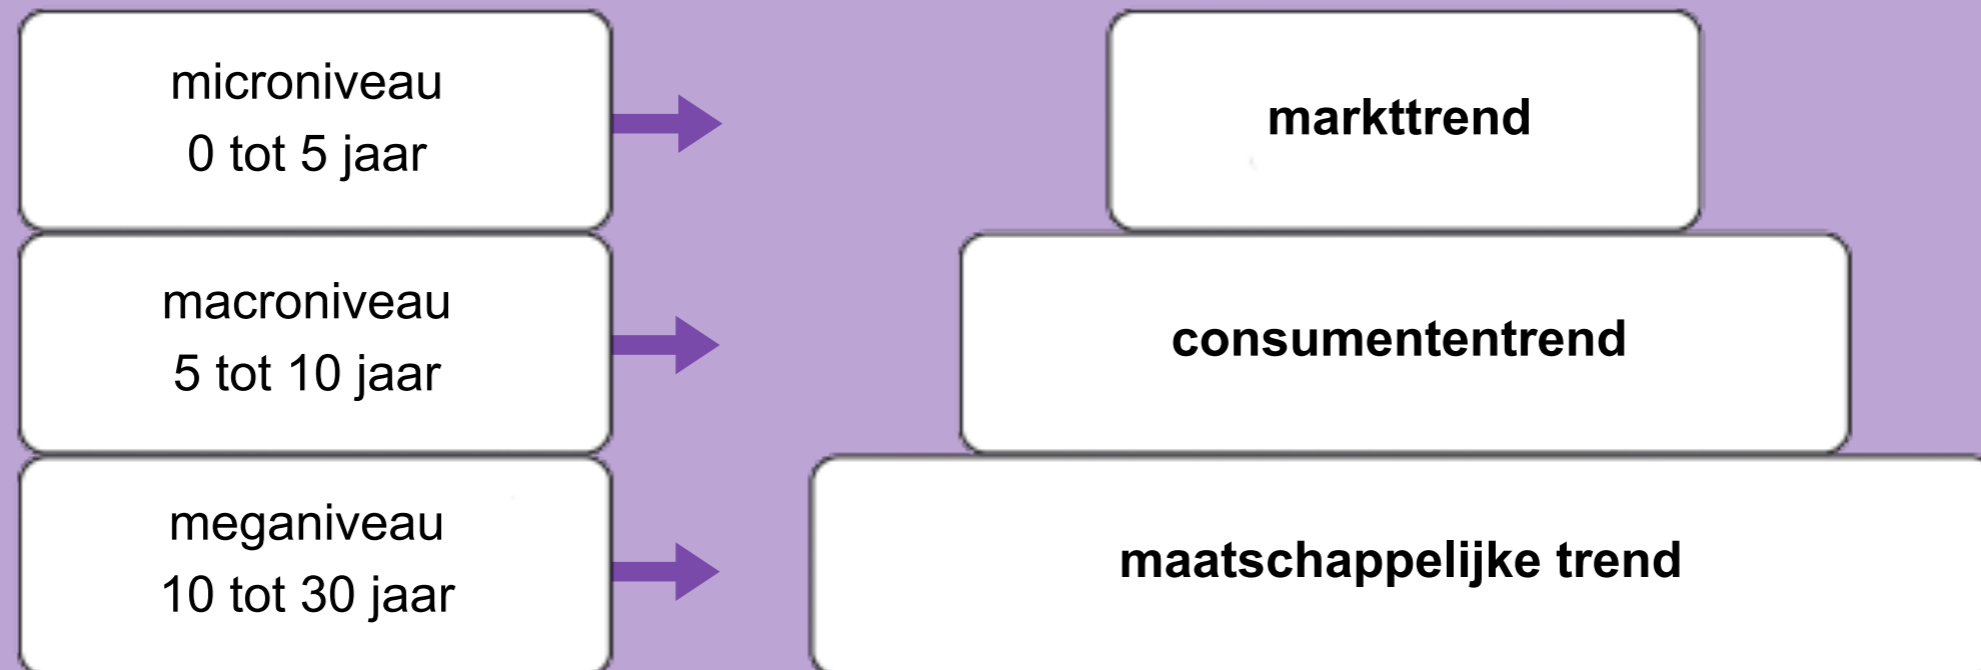 microniveau
0 tot 5 jaar
markttrend
macroniveau
5 tot 10 jaar
consumententrend
meganiveau
10 tot 30 jaar
maatschappelijke trend